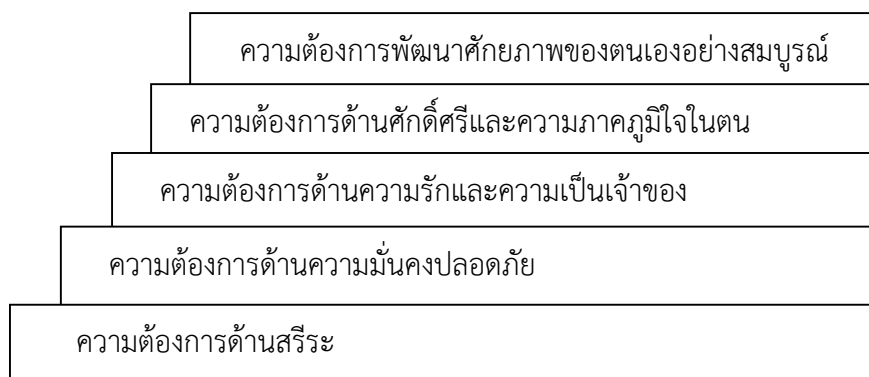 ความต้องการพัฒนาศักยภาพของตนเองอย่างสมบูรณ์
ความต้องการด้านศักดิ์ศรีและความภาคภูมิใจในตน
ความต้องการด้านความรักและความเป็นเจ้าของ
ความต้องการด้านความมั่นคงปลอดภัย
ความต้องการด้านสรีระ